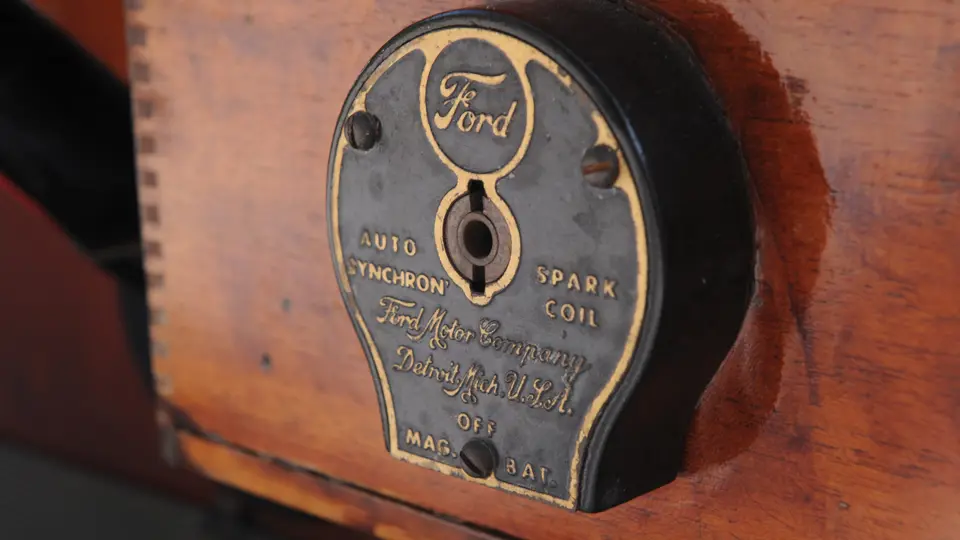 Ford
AUTO
SYNCHRON'
SPARK
COIL
Ford Motor Company
Detroit, Mich. U.S.A.
OFF
MAG.
BAT.